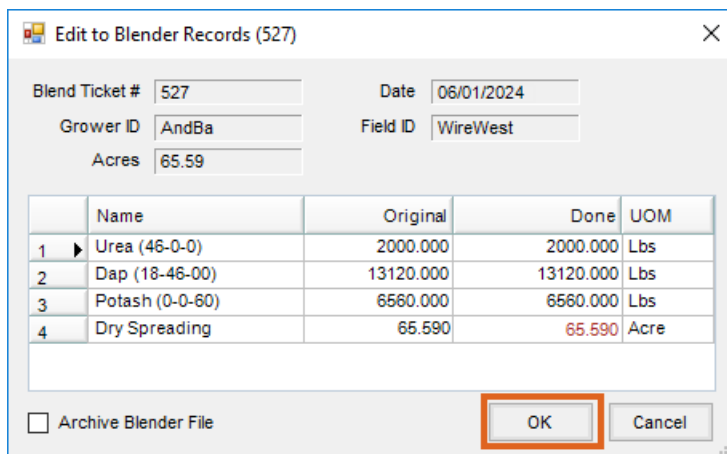 Edit to Blender Records (527)
Blend Ticket # 527 Date 06/01/2024
Grower ID AndBa Field ID WireWest
Acres 65.59
Name Original Done UOM
1 Urea (46-0-0) 2000.000 2000.000 Lbs
2 Dap (18-46-00) 13120.000 13120.000 Lbs
3 Potash (0-0-60) 6560.000 6560.000 Lbs
4 Dry Spreading 65.590 65.590 Acre
Archive Blender File OK Cancel